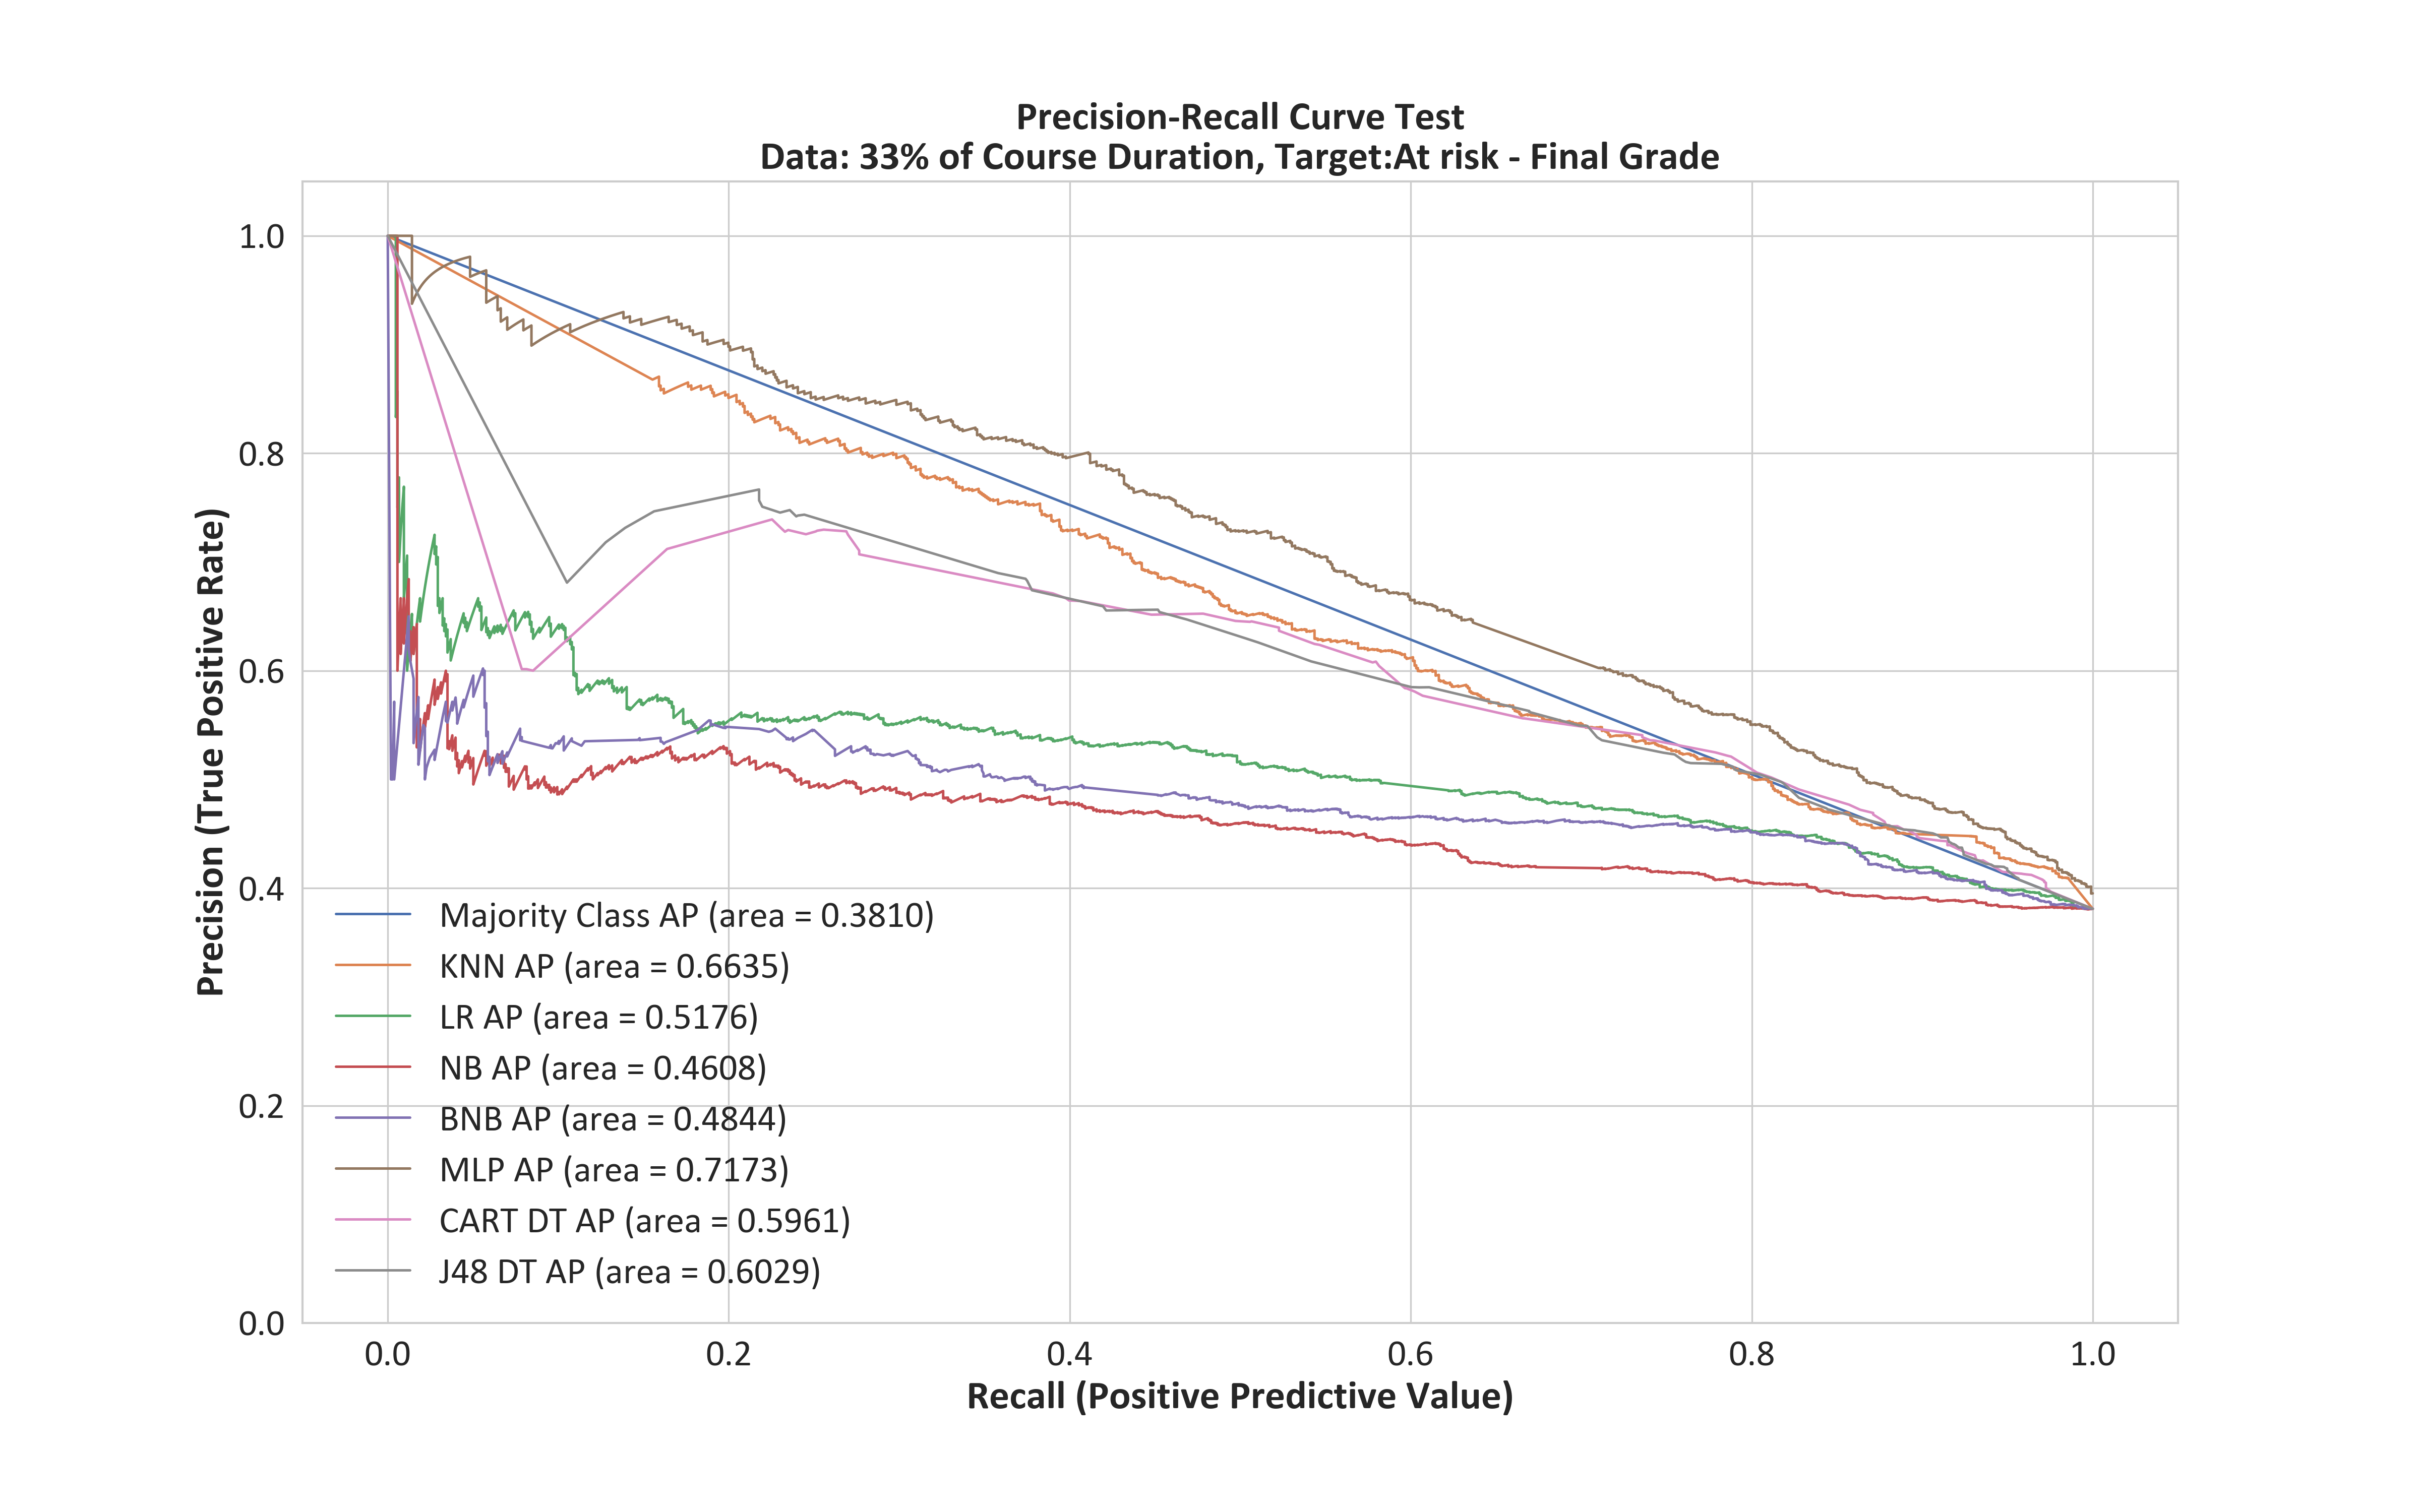 Precision-Recall Curve Test
Data: 33% of Course Duration, Target:At risk - Final Grade
Precision (True Positive Rate)
1.0
0.8
0.6
0.4
0.2
0.0
Majority Class AP (area = 0.3810)
KNN AP (area = 0.6635)
LR AP (area = 0.5176)
NB AP (area = 0.4608)
BNB AP (area = 0.4844)
MLP AP (area = 0.7173)
CART DT AP (area = 0.5961)
J48 DT AP (area = 0.6029)
0.0 0.2 0.4 0.6 0.8 1.0
Recall (Positive Predictive Value)